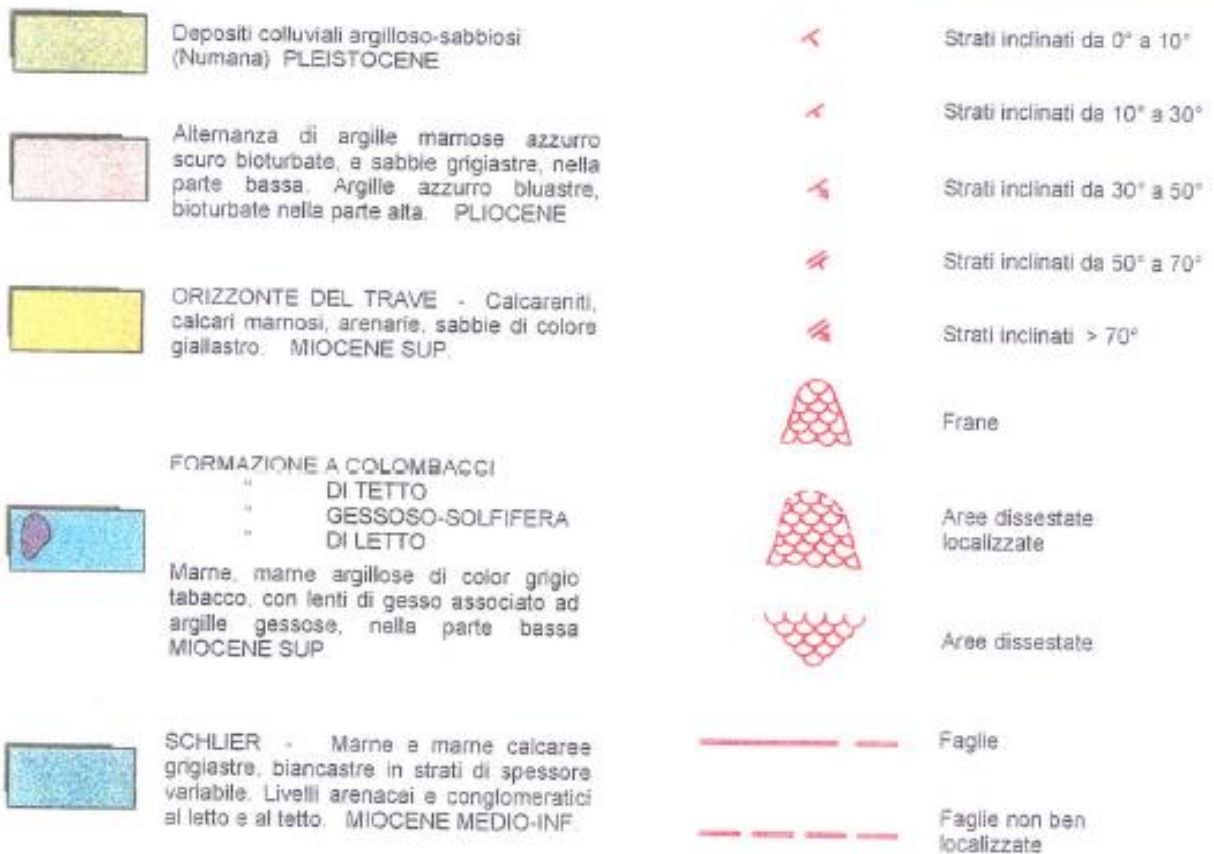 Depositi colluviali argilloso-sabbiosi
(Numana) PLEISTOCENE
Alternanza di argille marnose azzurro
scuro bioturbate, e sabbie grigiastre, nella
parte bassa. Argille azzurro bluastre,
bioturbate nella parte alta. PLIOCENE
ORIZZONTE DEL TRAVE - Calcareniti,
calcari marnosi, arenarie, sabbie di colore
giallastro. MIOCENE SUP.
FORMAZIONE A COLOMBACCI
" DI TETTO
" GESSOSO-SOLFIFERA
" DI LETTO
Marne, marne argillose di color grigio
tabacco, con lenti di gesso associato ad
argille gessose, nella parte bassa
MIOCENE SUP.
SCHLIER - Marne e marne calcaree
grigiastre, biancastre in strati di spessore
variabile. Livelli arenacei e conglomeratici
al letto e al tetto. MIOCENE MEDIO-INF.
Strati inclinati da 0° a 10°
Strati inclinati da 10° a 30°
Strati inclinati da 30° a 50°
Strati inclinati da 50° a 70°
Strati inclinati > 70°
Frane
Aree dissestate
localizzate
Aree dissestate
Faglie
Faglie non ben
localizzate